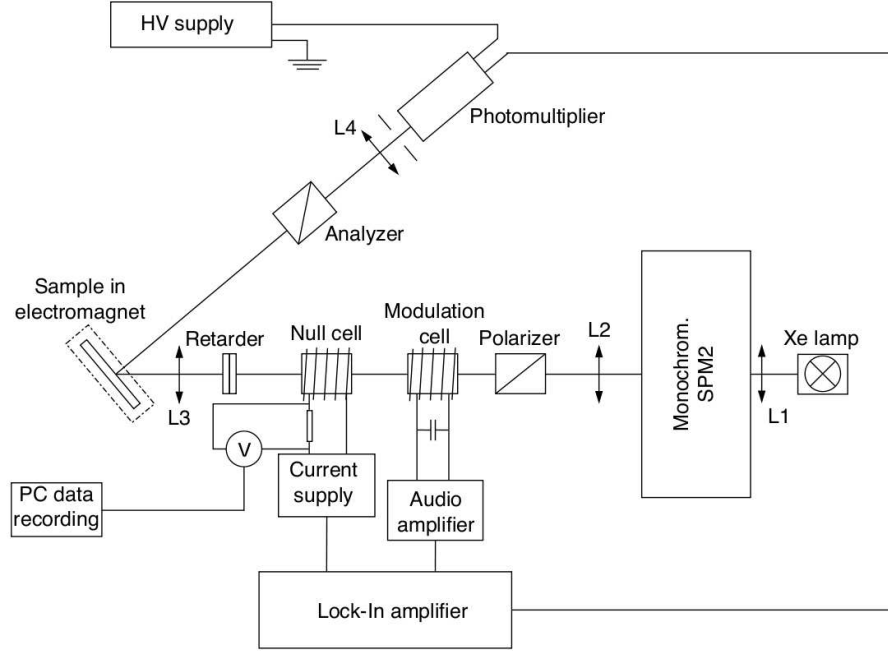 HV supply
Photomultiplier
L4
Analyzer
Sample in
electromagnet
Retarder
Null cell
Modulation
cell
Polarizer
L2
Monochrom.
SPM2
Xe lamp
L1
L3
V
Current
supply
Audio
amplifier
PC data
recording
Lock-In amplifier